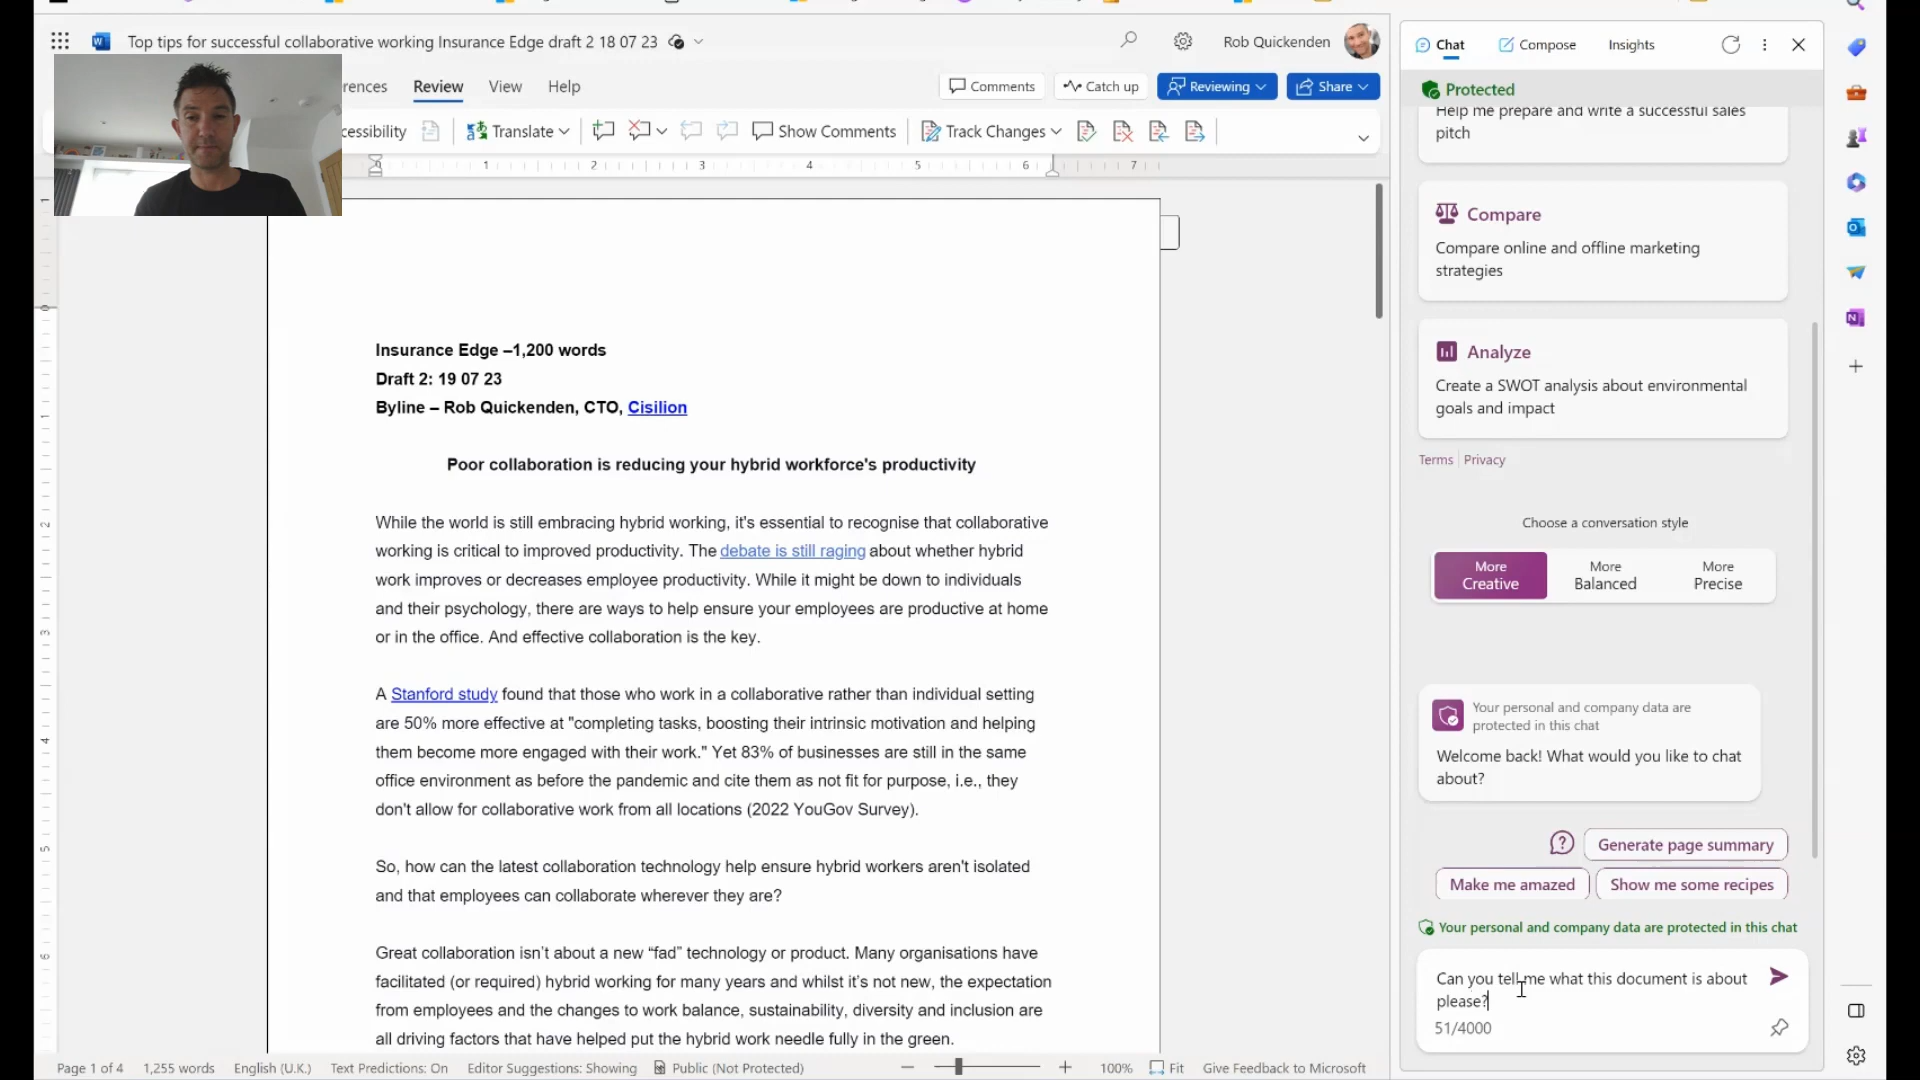 Top tips for successful collaborative working Insurance Edge draft 2 18 07 23
Rob Quickenden
rences
Review
View
Help
Comments
Catch up
Reviewing
Share
cessibility
Translate
Show Comments
Track Changes
1 2 3 4 5 6 7
Insurance Edge –1,200 words
Draft 2: 19 07 23
Byline – Rob Quickenden, CTO, Cisilion
Poor collaboration is reducing your hybrid workforce's productivity
While the world is still embracing hybrid working, it's essential to recognise that collaborative
working is critical to improved productivity. The debate is still raging about whether hybrid
work improves or decreases employee productivity. While it might be down to individuals
and their psychology, there are ways to help ensure your employees are productive at home
or in the office. And effective collaboration is the key.
A Stanford study found that those who work in a collaborative rather than individual setting
are 50% more effective at "completing tasks, boosting their intrinsic motivation and helping
them become more engaged with their work." Yet 83% of businesses are still in the same
office environment as before the pandemic and cite them as not fit for purpose, i.e., they
don't allow for collaborative work from all locations (2022 YouGov Survey).
So, how can the latest collaboration technology help ensure hybrid workers aren't isolated
and that employees can collaborate wherever they are?
Great collaboration isn’t about a new “fad” technology or product. Many organisations have
facilitated (or required) hybrid working for many years and whilst it’s not new, the expectation
from employees and the changes to work balance, sustainability, diversity and inclusion are
all driving factors that have helped put the hybrid work needle fully in the green.
Page 1 of 4
1,255 words
English (U.K.)
Text Predictions: On
Editor Suggestions: Showing
Public (Not Protected)
100%
Fit
Give Feedback to Microsoft
Chat
Compose
Insights
Protected
Help me prepare and write a successful sales
pitch
Compare
Compare online and offline marketing
strategies
Analyze
Create a SWOT analysis about environmental
goals and impact
Terms
Privacy
Choose a conversation style
More
Creative
More
Balanced
More
Precise
Your personal and company data are
protected in this chat
Welcome back! What would you like to chat
about?
Generate page summary
Make me amazed
Show me some recipes
Your personal and company data are protected in this chat
Can you tell me what this document is about
please?
51/4000